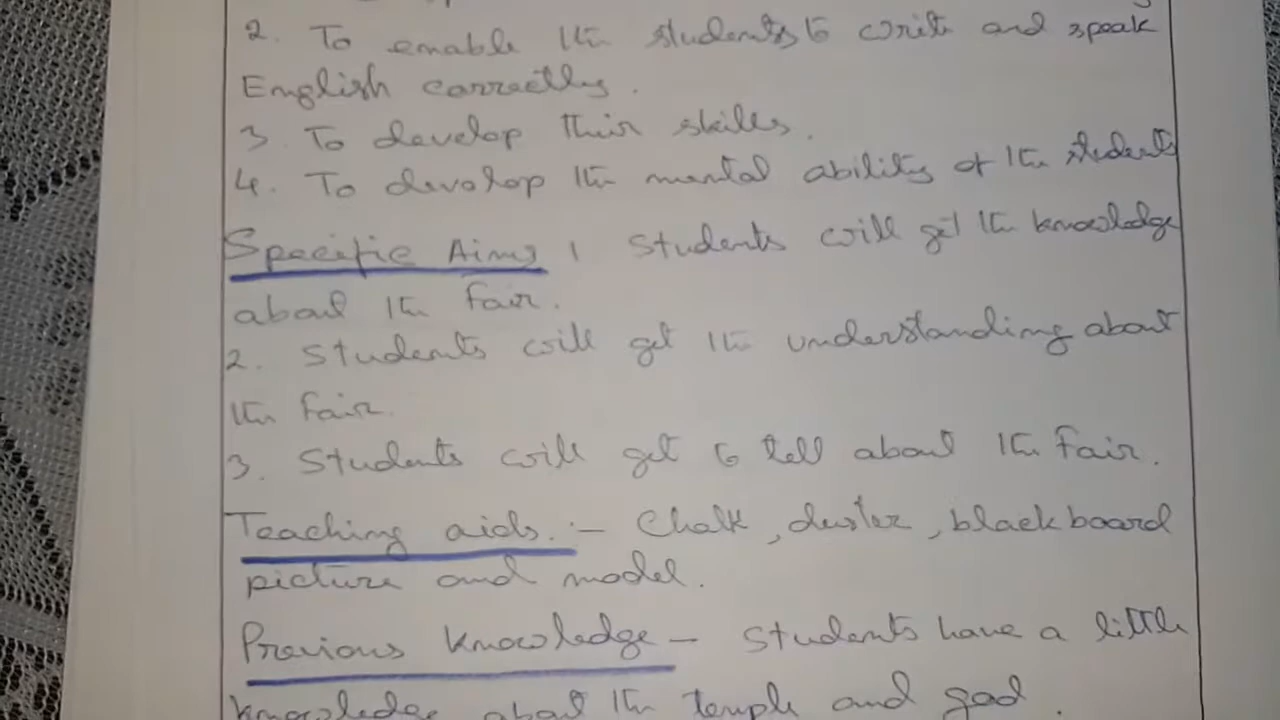 2. To enable the students to write and speak
English correctly.
3 To develop their skills.
4. To develop the mental ability of the students
Specific Aims 1 Students will get the knowledge
about the fair.
2. Students will get the understanding about
the fair.
3. Students will get to tell about the fair.
Teaching aids :- Chalk, duster, blackboard
picture and model.
Previous knowledge - Students have a little
knowledge about the temple and god.